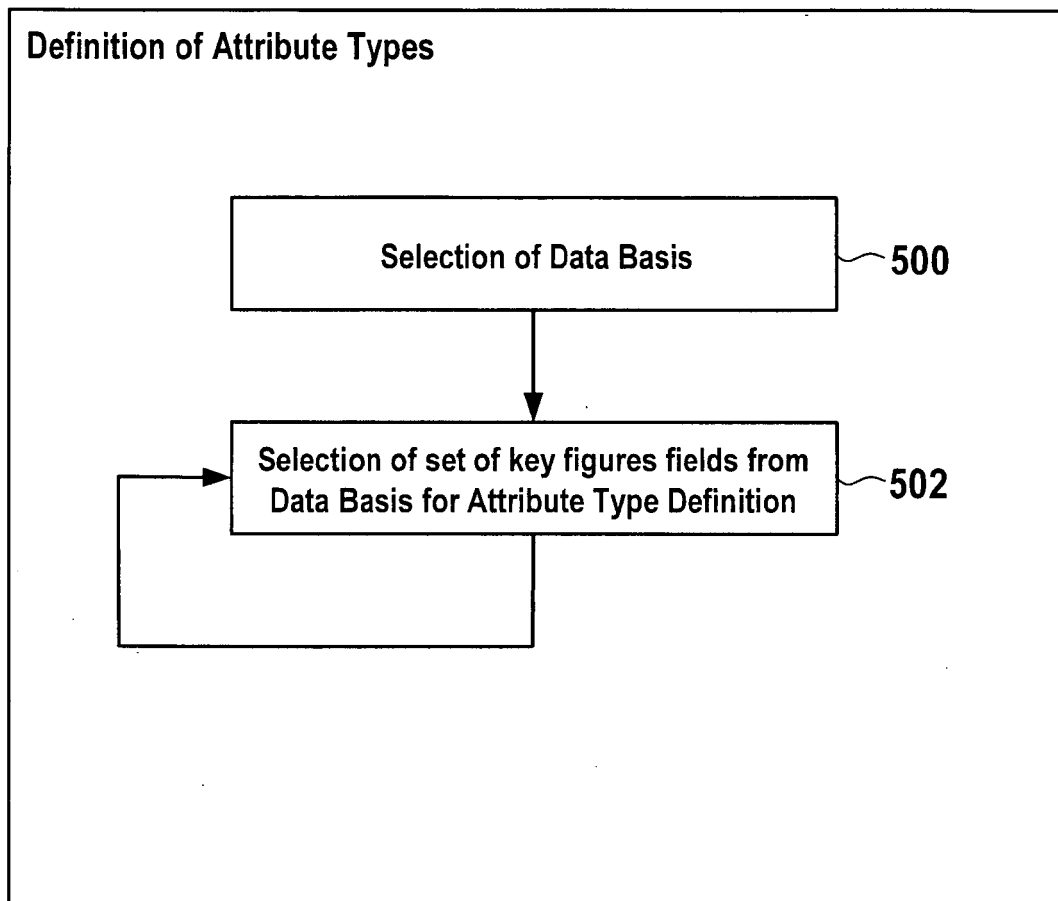 Definition of Attribute Types
Selection of Data Basis
500
Selection of set of key figures fields from
Data Basis for Attribute Type Definition
502